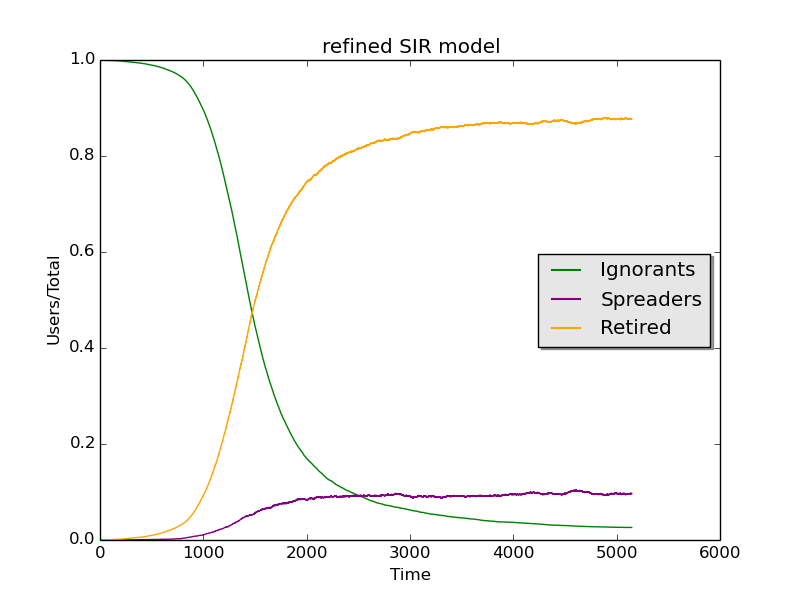 refined SIR model
1.0
0.8
0.6
0.4
0.2
0.0
Users/Total
Ignorants
Spreaders
Retired
0 1000 2000 3000 4000 5000 6000
Time